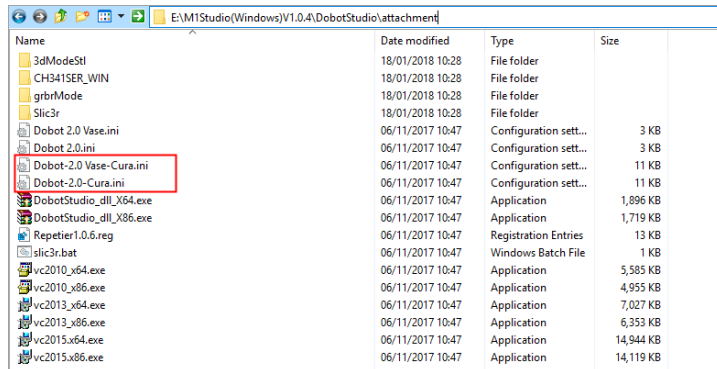 E:\M1Studio(Windows)V1.0.4\DobotStudio\attachment
Name Date modified Type Size
3dModeStl 18/01/2018 10:28 File folder
CH341SER_WIN 18/01/2018 10:28 File folder
grbrMode 18/01/2018 10:28 File folder
Slic3r 18/01/2018 10:28 File folder
Dobot 2.0 Vase.ini 06/11/2017 10:47 Configuration sett... 3 KB
Dobot 2.0.ini 06/11/2017 10:47 Configuration sett... 3 KB
Dobot-2.0 Vase-Cura.ini 06/11/2017 10:47 Configuration sett... 11 KB
Dobot-2.0-Cura.ini 06/11/2017 10:47 Configuration sett... 11 KB
DobotStudio_dll_X64.exe 06/11/2017 10:47 Application 1,896 KB
DobotStudio_dll_X86.exe 06/11/2017 10:47 Application 1,719 KB
Repetier1.0.6.reg 06/11/2017 10:47 Registration Entries 13 KB
slic3r.bat 06/11/2017 10:47 Windows Batch File 1 KB
vc2010_x64.exe 06/11/2017 10:47 Application 5,585 KB
vc2010_x86.exe 06/11/2017 10:47 Application 4,955 KB
vc2013_x64.exe 06/11/2017 10:47 Application 7,027 KB
vc2013_x86.exe 06/11/2017 10:47 Application 6,353 KB
vc2015.x64.exe 06/11/2017 10:47 Application 14,944 KB
vc2015.x86.exe 06/11/2017 10:47 Application 14,119 KB